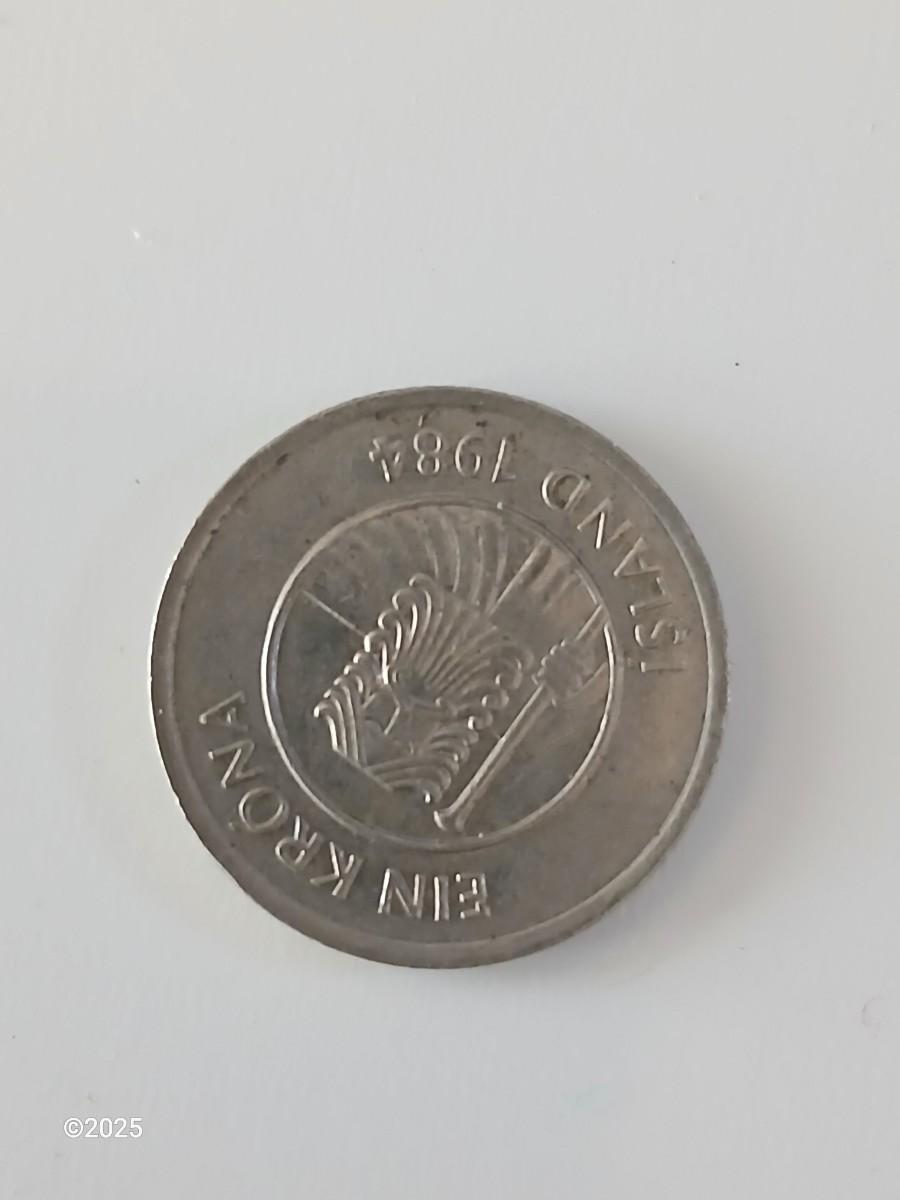 ÍSLAND 1984
EIN KRÓNA
©2025